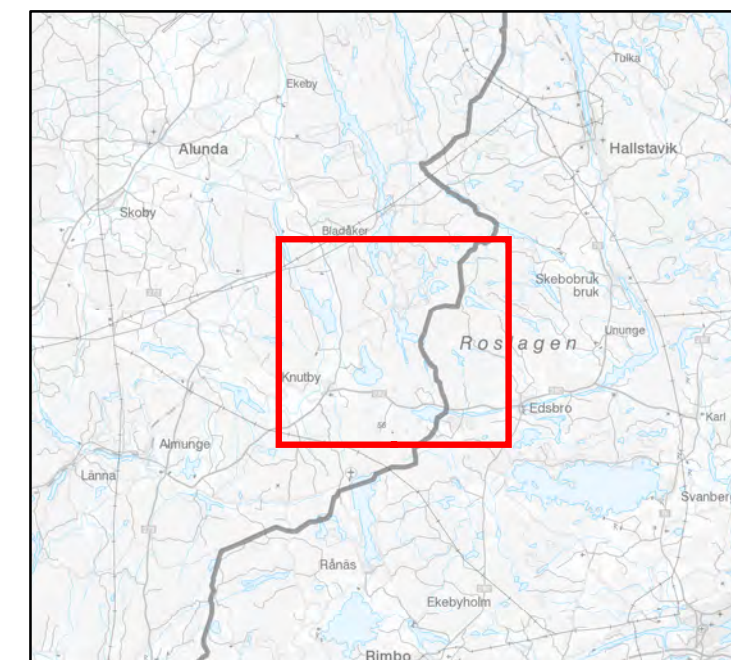 Tulka
Ekeby
Alunda
Hallstavik
Skoby
Bladåker
Skebobruk
bruk
Roslagen
Ununge
Knutby
Edsbro
Karl
Almunge
Länna
Svanberg
Rånäs
Ekebyholm
Rimbo